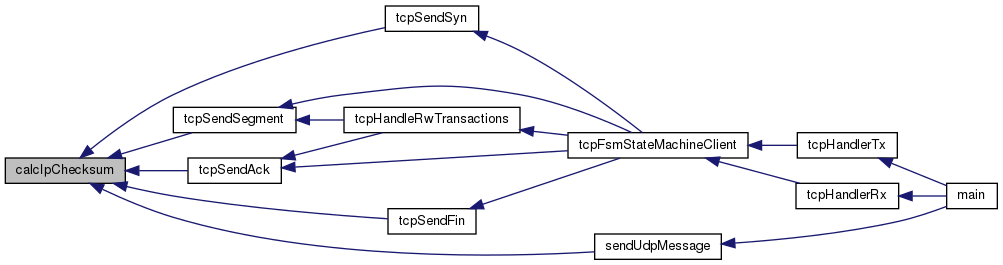 tcpSendSyn
tcpSendSegment
tcpHandleRwTransactions
tcpFsmStateMachineClient
tcpHandlerTx
calcIpChecksum
tcpSendAck
tcpHandlerRx
main
tcpSendFin
sendUdpMessage